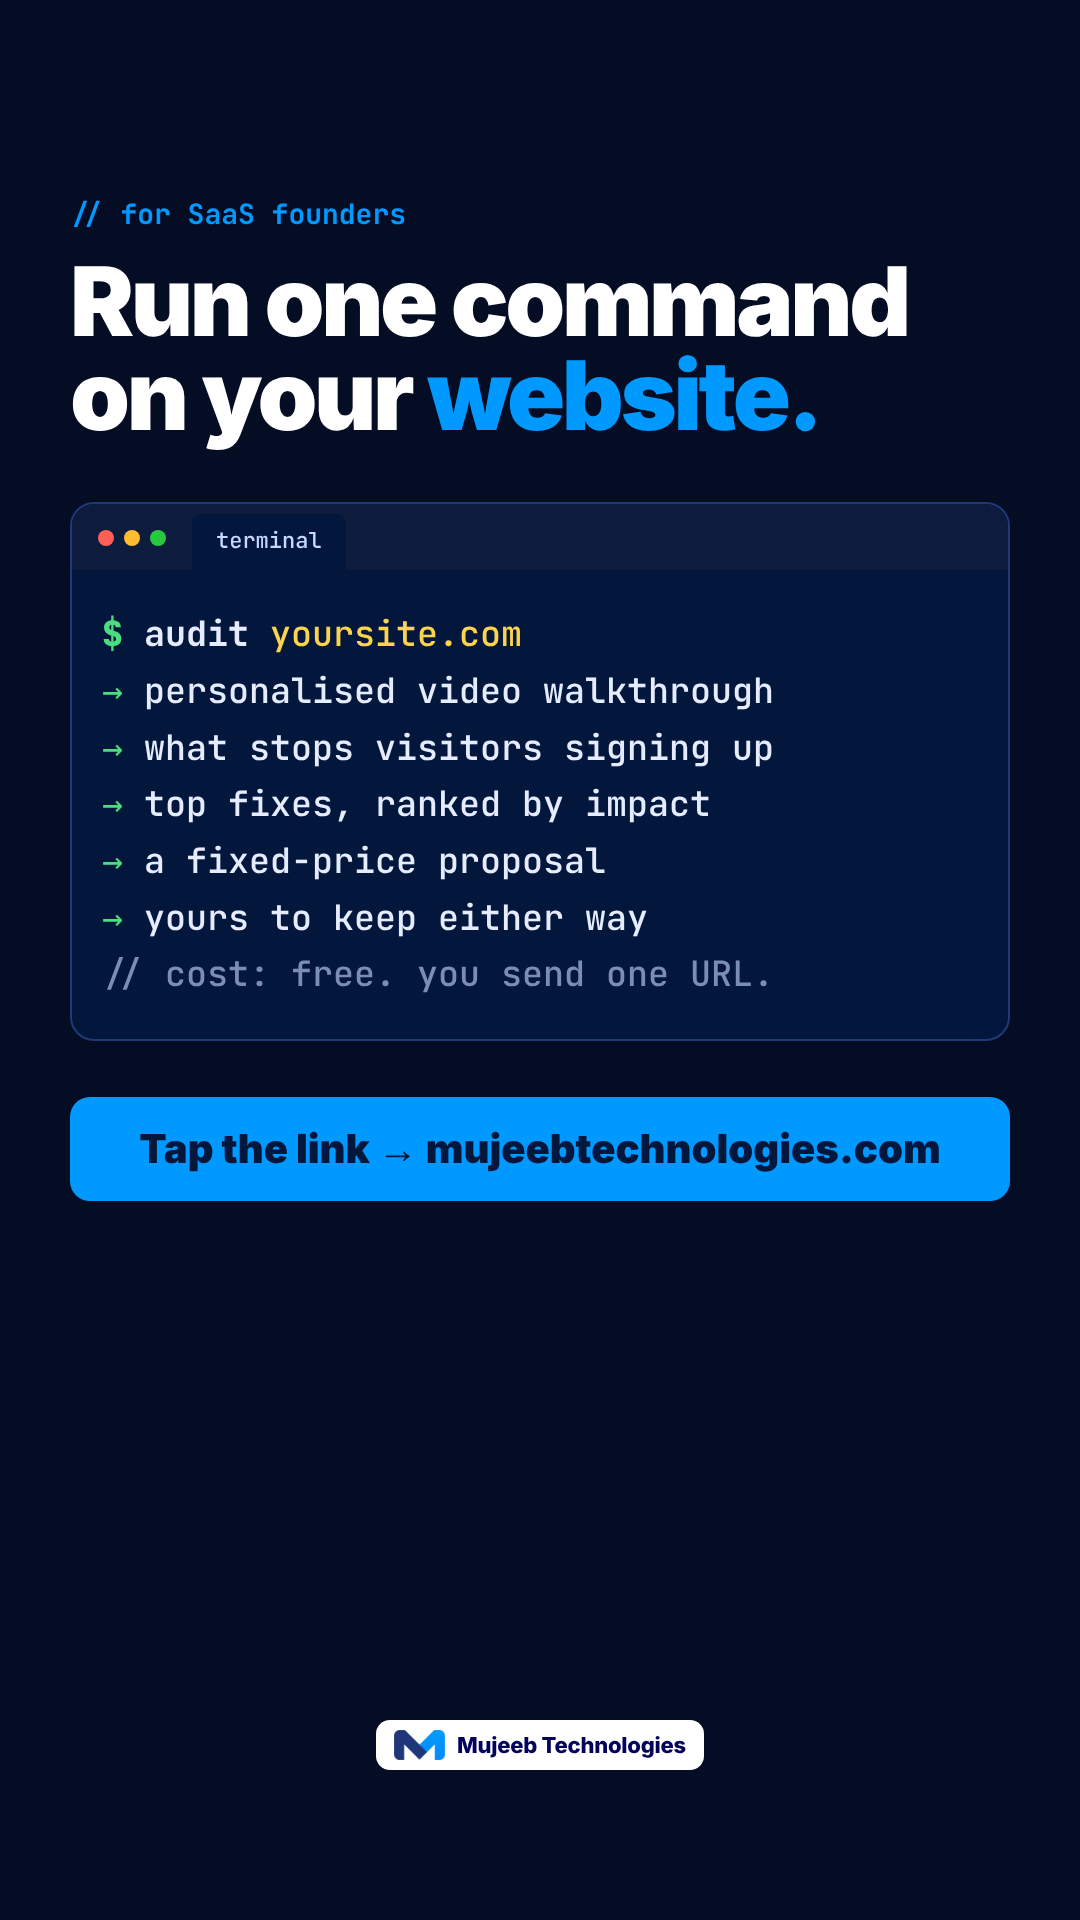 // for SaaS founders
Run one command
on your website.
terminal
$ audit yoursite.com
→ personalised video walkthrough
→ what stops visitors signing up
→ top fixes, ranked by impact
→ a fixed-price proposal
→ yours to keep either way
// cost: free. you send one URL.
Tap the link → mujeebtechnologies.com
Mujeeb Technologies